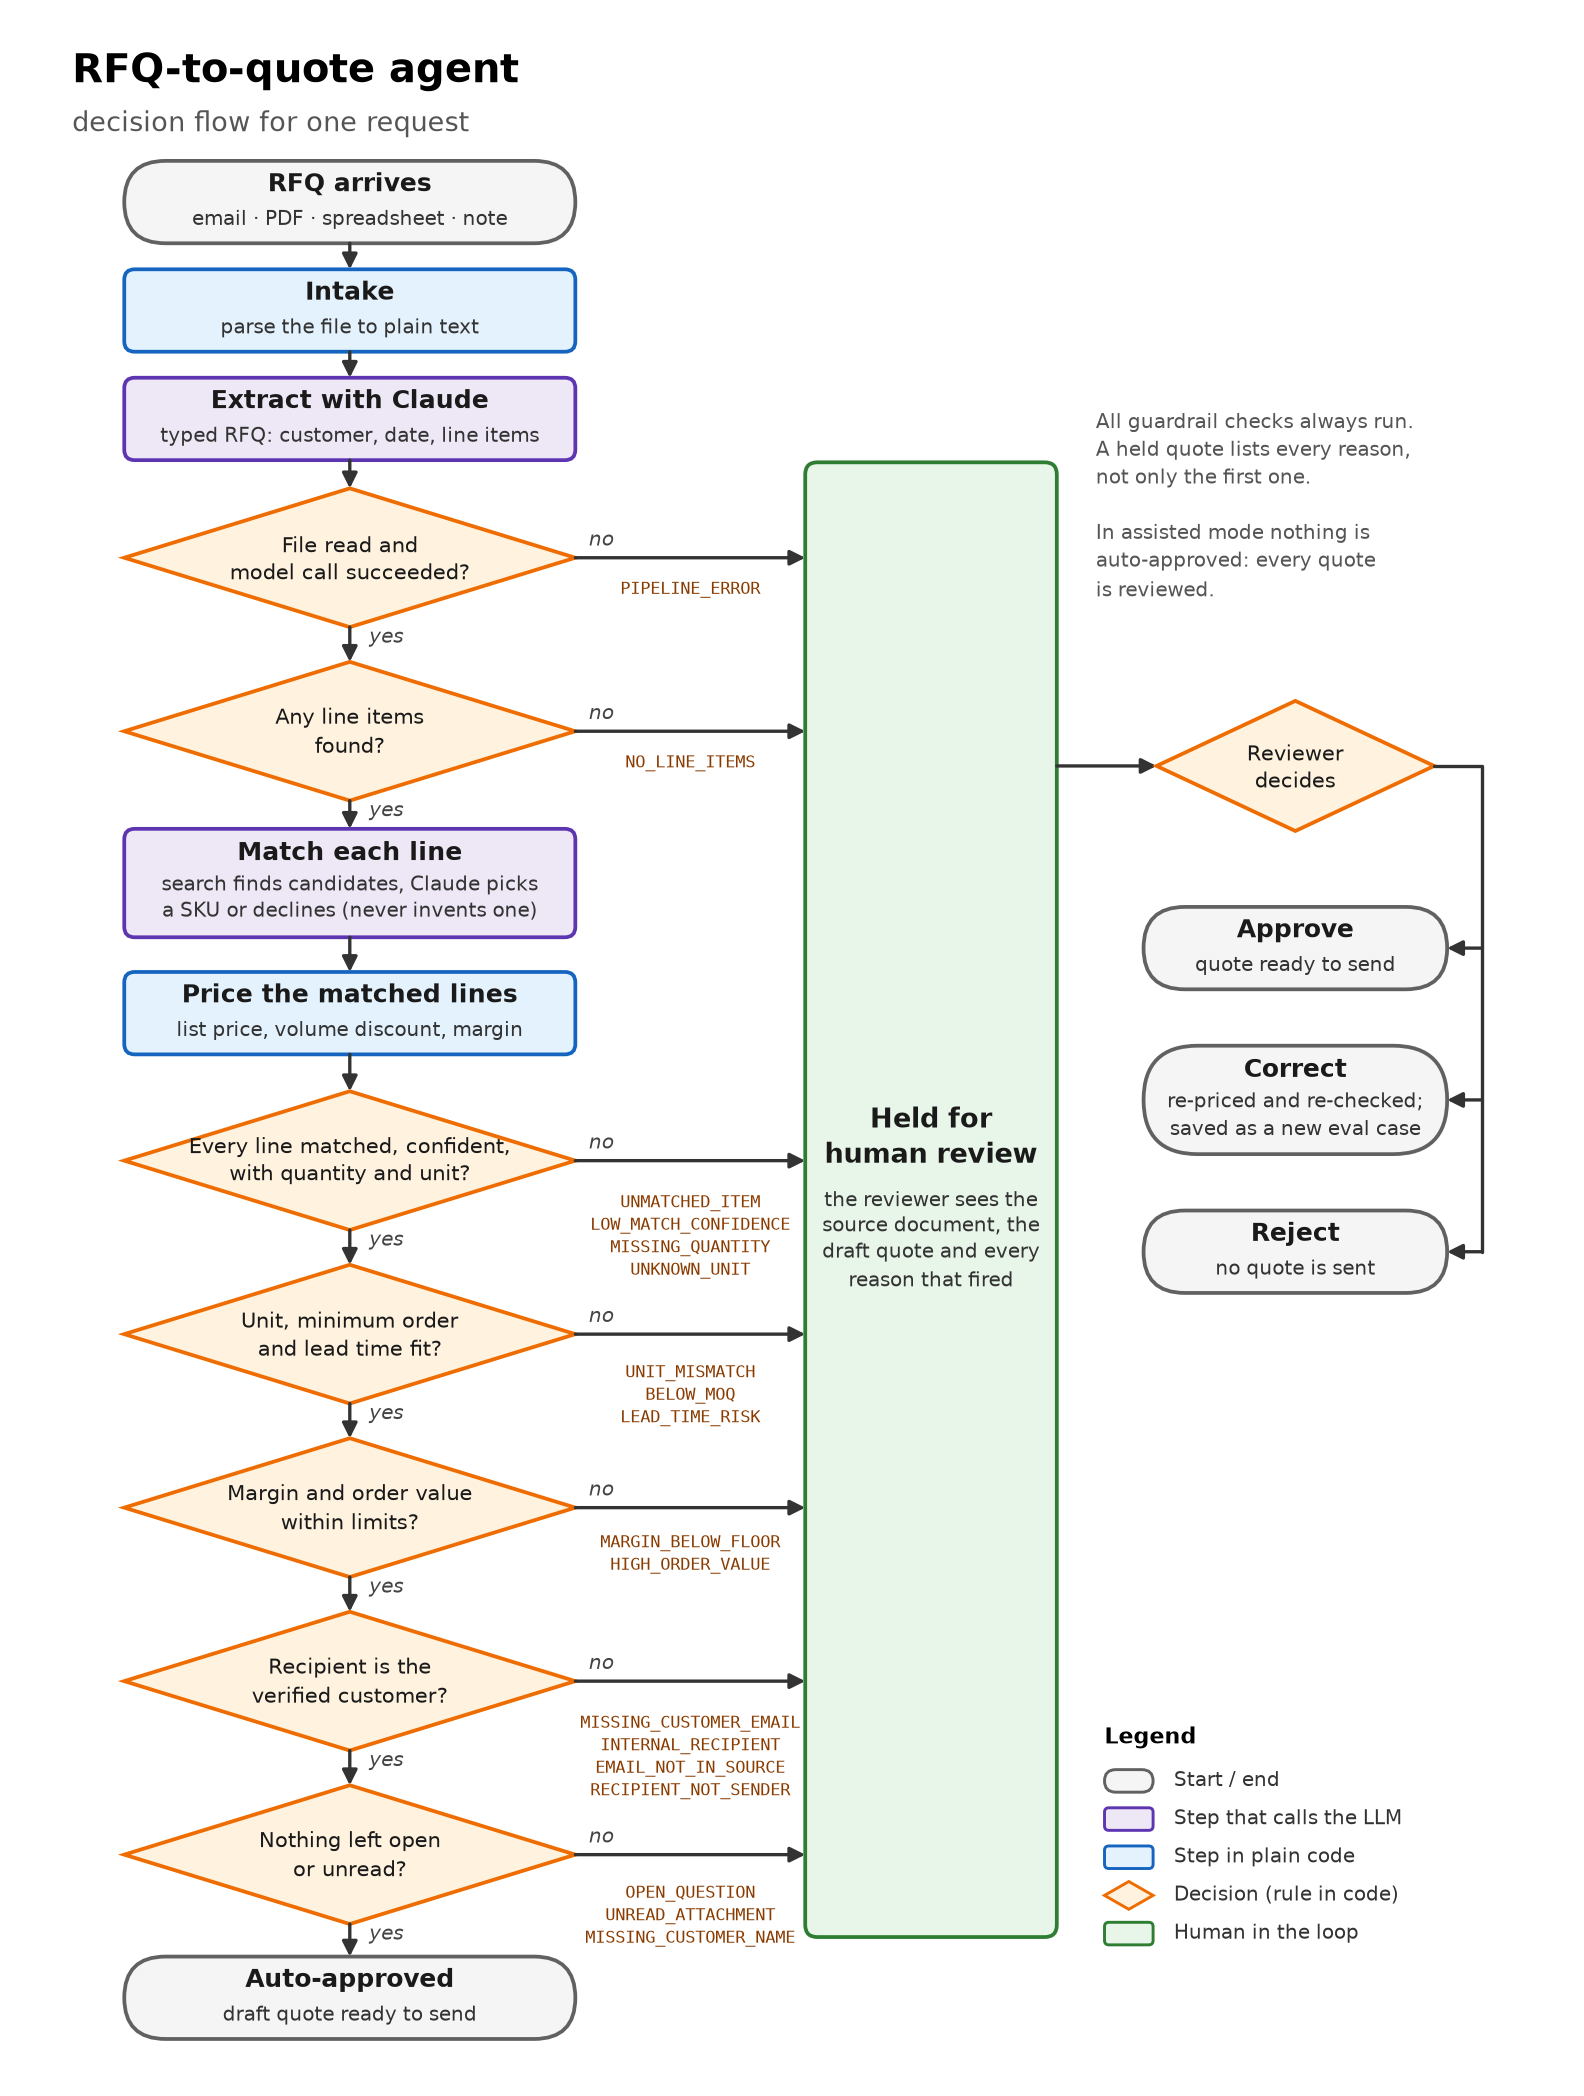 RFQ-to-quote agent
decision flow for one request
RFQ arrives
email · PDF · spreadsheet · note
Intake
parse the file to plain text
Extract with Claude
typed RFQ: customer, date, line items
File read and
model call succeeded?
no
PIPELINE_ERROR
yes
Any line items
found?
no
NO_LINE_ITEMS
yes
Match each line
search finds candidates, Claude picks
a SKU or declines (never invents one)
Price the matched lines
list price, volume discount, margin
Every line matched, confident,
with quantity and unit?
no
UNMATCHED_ITEM
LOW_MATCH_CONFIDENCE
MISSING_QUANTITY
UNKNOWN_UNIT
yes
Unit, minimum order
and lead time fit?
no
UNIT_MISMATCH
BELOW_MOQ
LEAD_TIME_RISK
yes
Margin and order value
within limits?
no
MARGIN_BELOW_FLOOR
HIGH_ORDER_VALUE
yes
Recipient is the
verified customer?
no
MISSING_CUSTOMER_EMAIL
INTERNAL_RECIPIENT
EMAIL_NOT_IN_SOURCE
RECIPIENT_NOT_SENDER
yes
Nothing left open
or unread?
no
OPEN_QUESTION
UNREAD_ATTACHMENT
MISSING_CUSTOMER_NAME
yes
Auto-approved
draft quote ready to send
Held for
human review
the reviewer sees the
source document, the
draft quote and every
reason that fired
All guardrail checks always run.
A held quote lists every reason,
not only the first one.
In assisted mode nothing is
auto-approved: every quote
is reviewed.
Reviewer
decides
Approve
quote ready to send
Correct
re-priced and re-checked;
saved as a new eval case
Reject
no quote is sent
Legend
Start / end
Step that calls the LLM
Step in plain code
Decision (rule in code)
Human in the loop